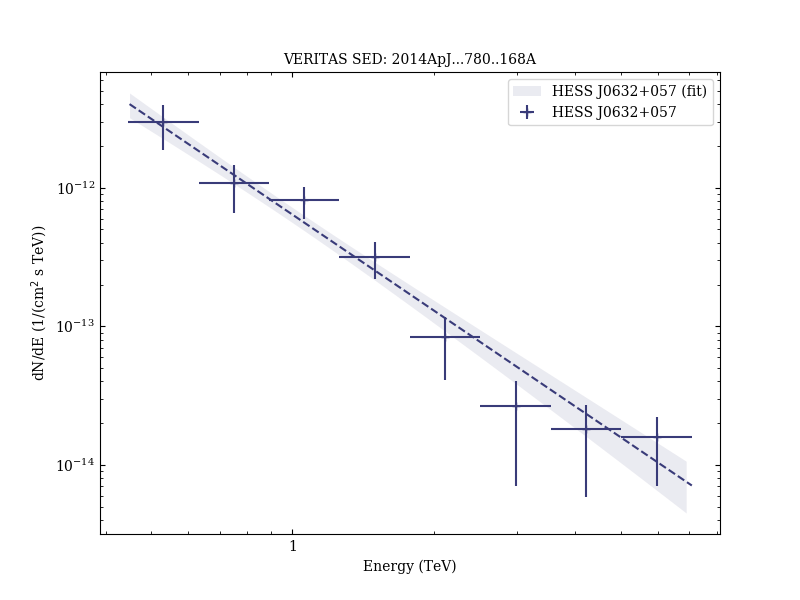 VERITAS SED: 2014ApJ...780..168A
HESS J0632+057 (fit)
HESS J0632+057
dN/dE (1/(cm² s TeV))
10⁻¹²
10⁻¹³
10⁻¹⁴
1
Energy (TeV)